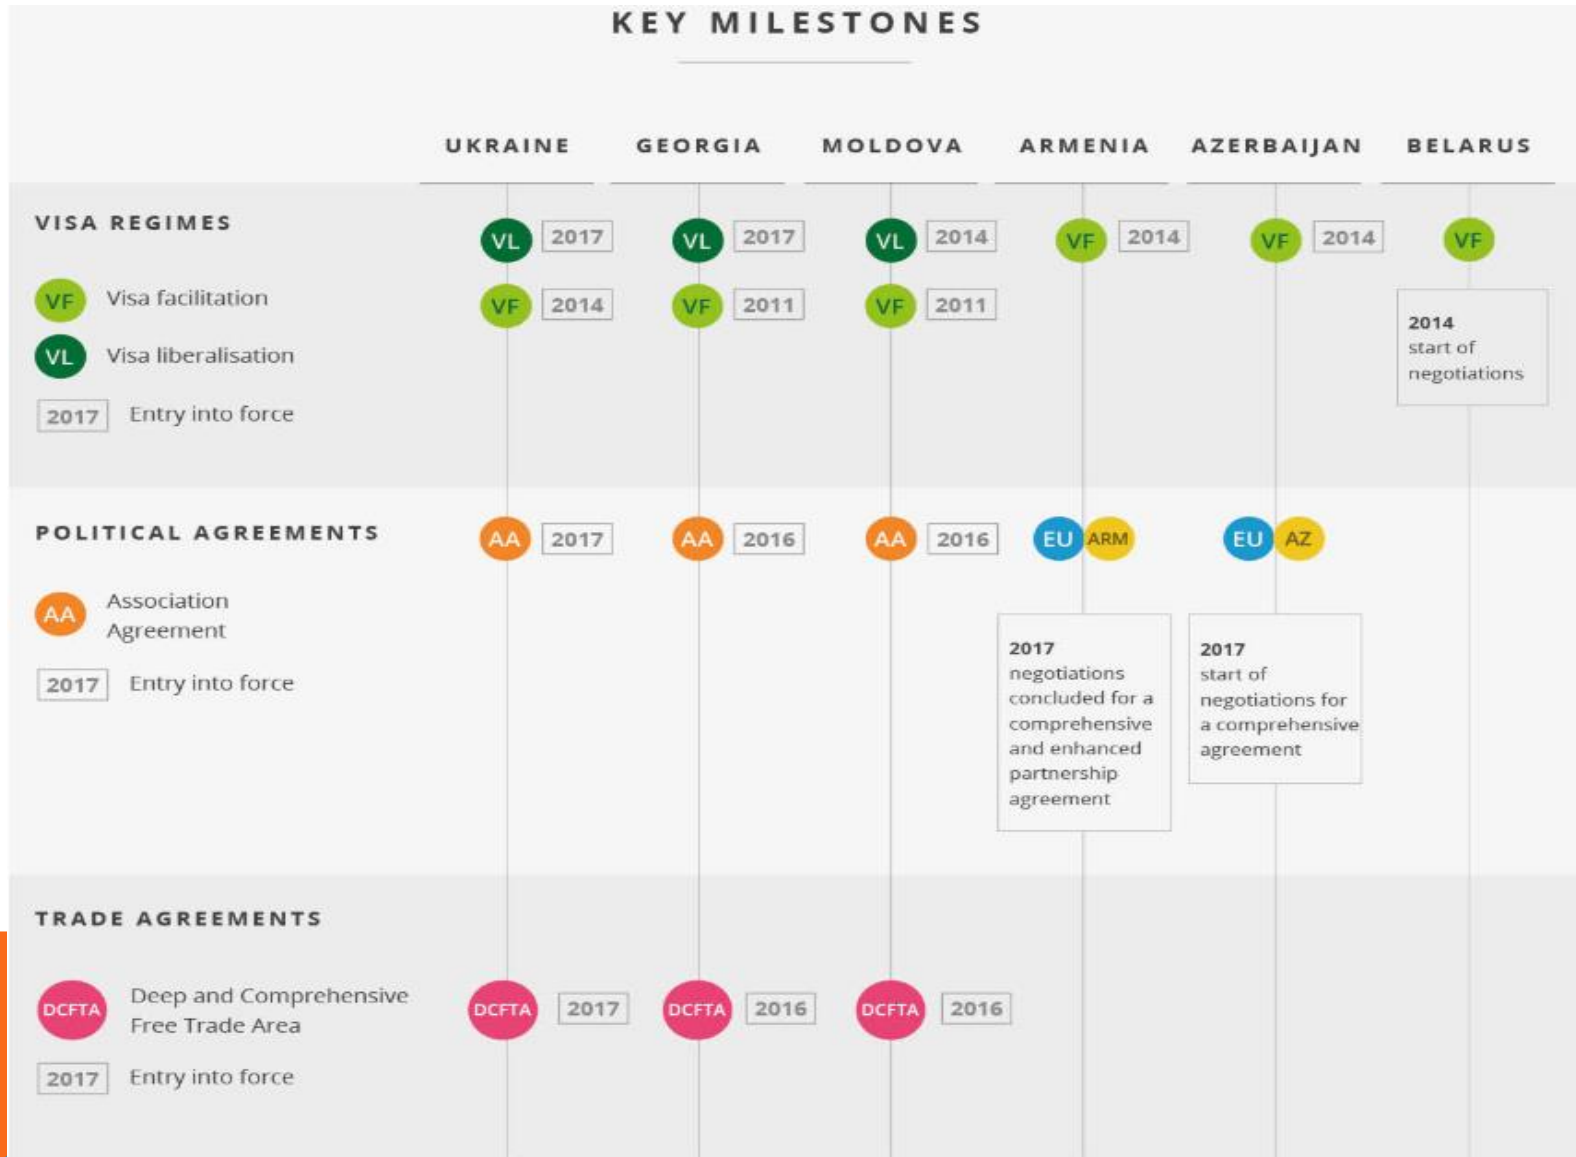 KEY MILESTONES
UKRAINE GEORGIA MOLDOVA ARMENIA AZERBAIJAN BELARUS
VISA REGIMES
VL 2017 VL 2017 VL 2014 VF 2014 VF 2014 VF
VF Visa facilitation
VF 2014 VF 2011 VF 2011
VL Visa liberalisation
2017 Entry into force
2014
start of
negotiations
POLITICAL AGREEMENTS
AA 2017 AA 2016 AA 2016 EU ARM EU AZ
AA Association
Agreement
2017 Entry into force
2017
negotiations
concluded for a
comprehensive
and enhanced
partnership
agreement
2017
start of
negotiations for
a comprehensive
agreement
TRADE AGREEMENTS
DCFTA Deep and Comprehensive
Free Trade Area
DCFTA 2017 DCFTA 2016 DCFTA 2016
2017 Entry into force